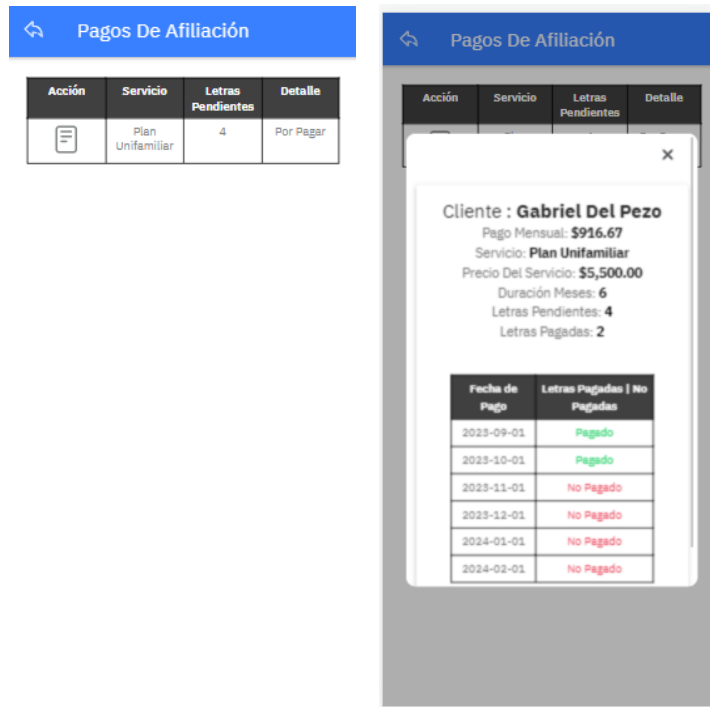 Pagos De Afiliación
Acción Servicio Letras Pendientes Detalle
Plan Unifamiliar 4 Por Pagar
Pagos De Afiliación
Acción Servicio Letras Pendientes Detalle
×
Cliente : Gabriel Del Pezo
Pago Mensual: $916.67
Servicio: Plan Unifamiliar
Precio Del Servicio: $5,500.00
Duración Meses: 6
Letras Pendientes: 4
Letras Pagadas: 2
Fecha de Pago Letras Pagadas | No Pagadas
2023-09-01 Pagado
2023-10-01 Pagado
2023-11-01 No Pagado
2023-12-01 No Pagado
2024-01-01 No Pagado
2024-02-01 No Pagado